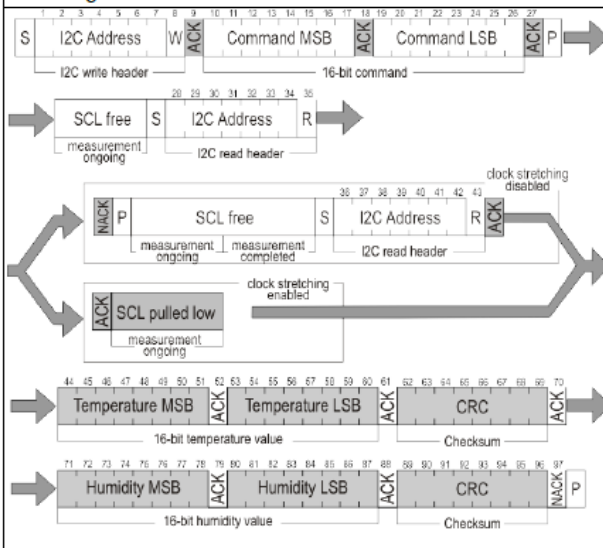 1 2 3 4 5 6 7 8 9 10 11 12 13 14 15 16 17 18 19 20 21 22 23 24 25 26 27
S I2C Address W ACK Command MSB ACK Command LSB ACK P
I2C write header 16-bit command
28 29 30 31 32 33 34 35
SCL free S I2C Address R
measurement ongoing I2C read header
clock stretching disabled
36 37 38 39 40 41 42 43
NACK P SCL free S I2C Address R ACK
measurement ongoing measurement completed I2C read header
clock stretching enabled
ACK SCL pulled low
measurement ongoing
44 45 46 47 48 49 50 51 52 53 54 55 56 57 58 59 60 61 62 63 64 65 66 67 68 69 70
Temperature MSB ACK Temperature LSB ACK CRC ACK
16-bit temperature value Checksum
71 72 73 74 75 76 77 78 79 80 81 82 83 84 85 86 87 88 89 90 91 92 93 94 95 96 97
Humidity MSB ACK Humidity LSB ACK CRC NACK P
16-bit humidity value Checksum